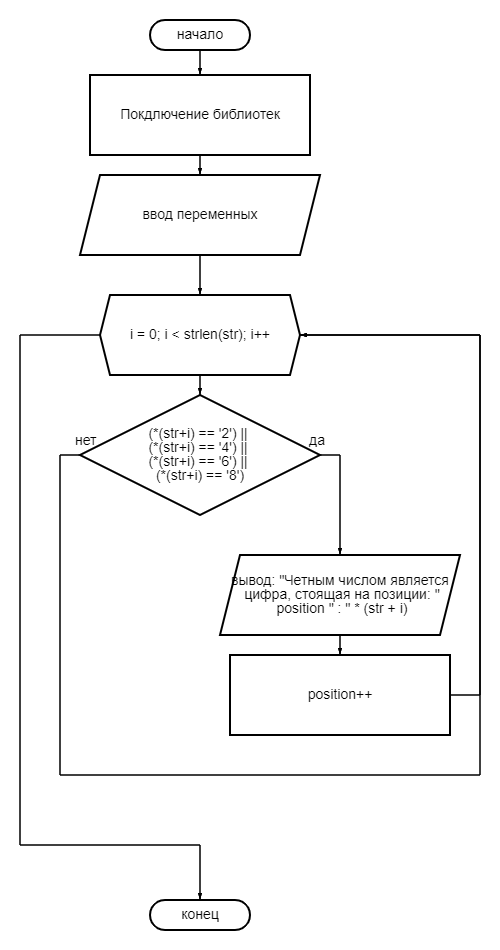 начало
Покдлючение библиотек
ввод переменных
i = 0; i < strlen(str); i++
нет
да
(*(str+i) == '2') ||
(*(str+i) == '4') ||
(*(str+i) == '6') ||
(*(str+i) == '8')
вывод: "Четным числом является
цифра, стоящая на позиции: "
position " : " * (str + i)
position++
конец